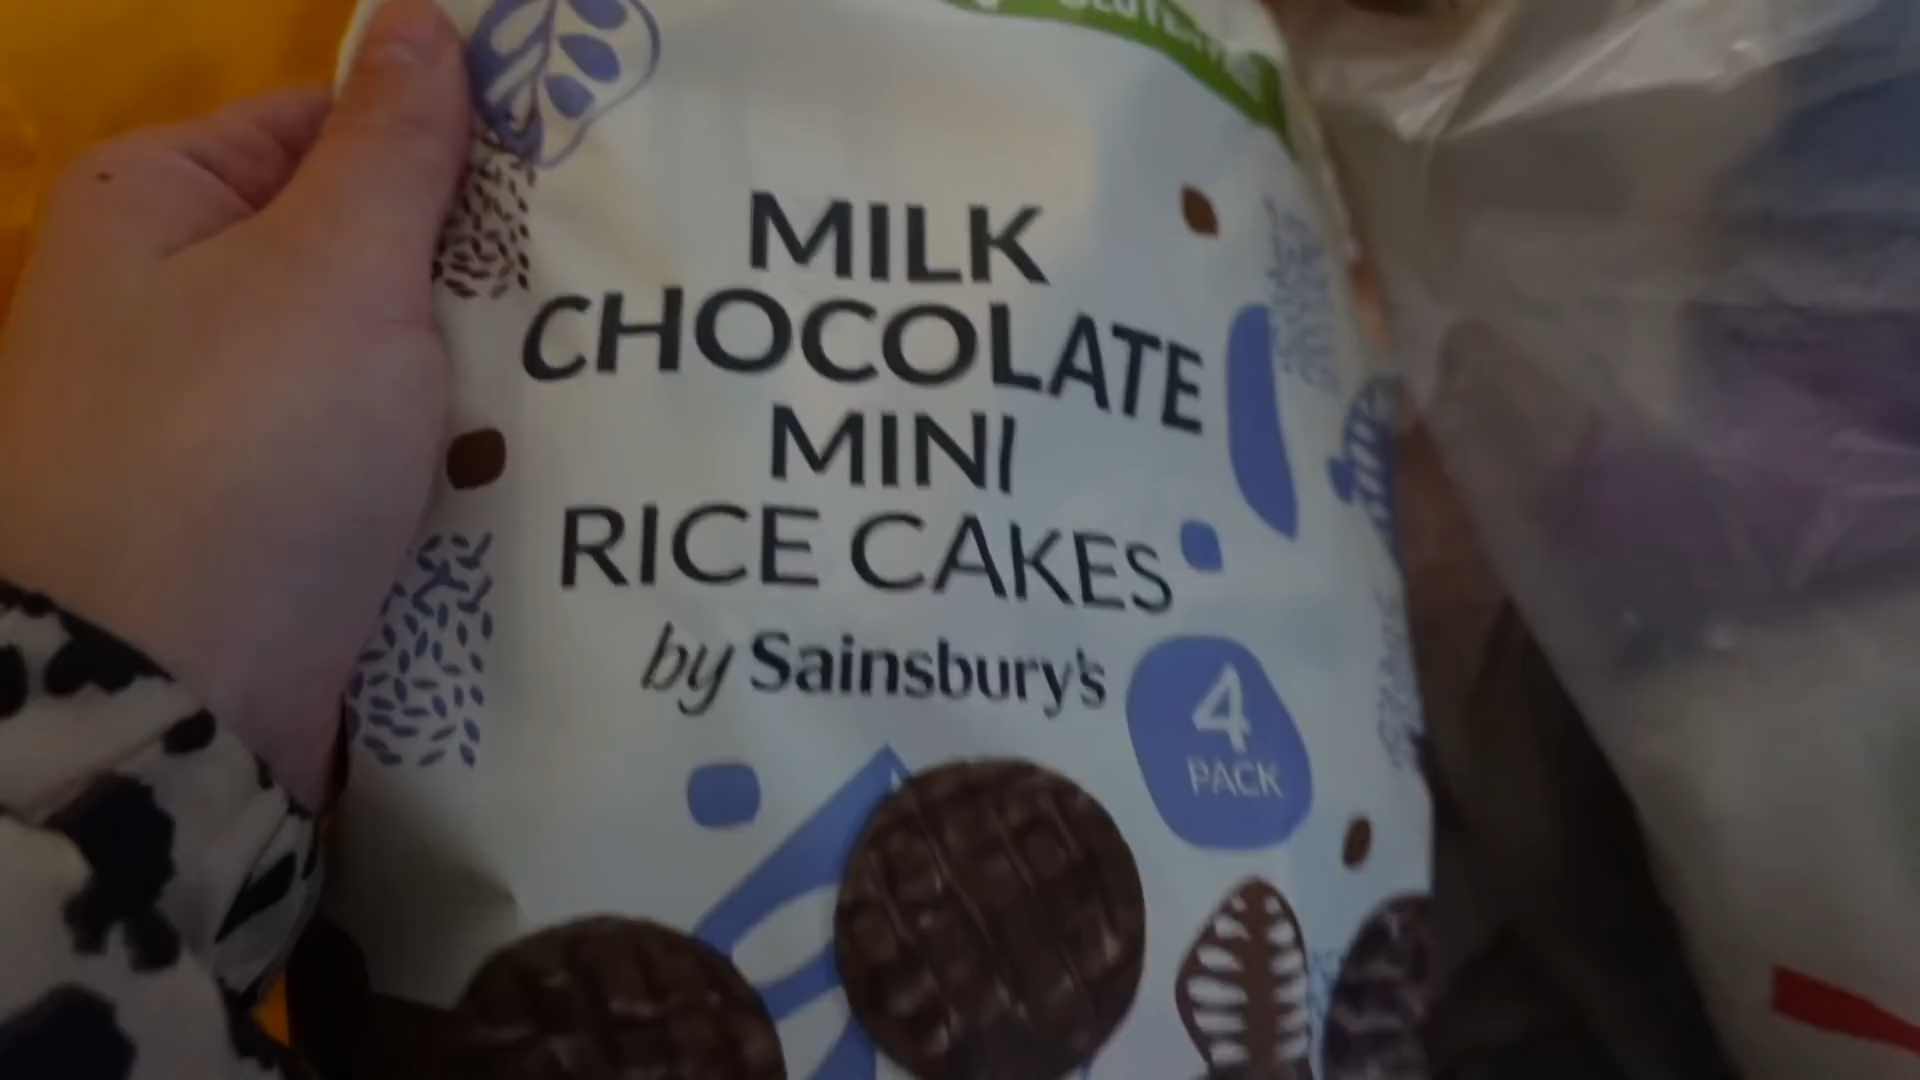 MILK
CHOCOLATE
MINI
RICE CAKES
by Sainsbury's
4
PACK